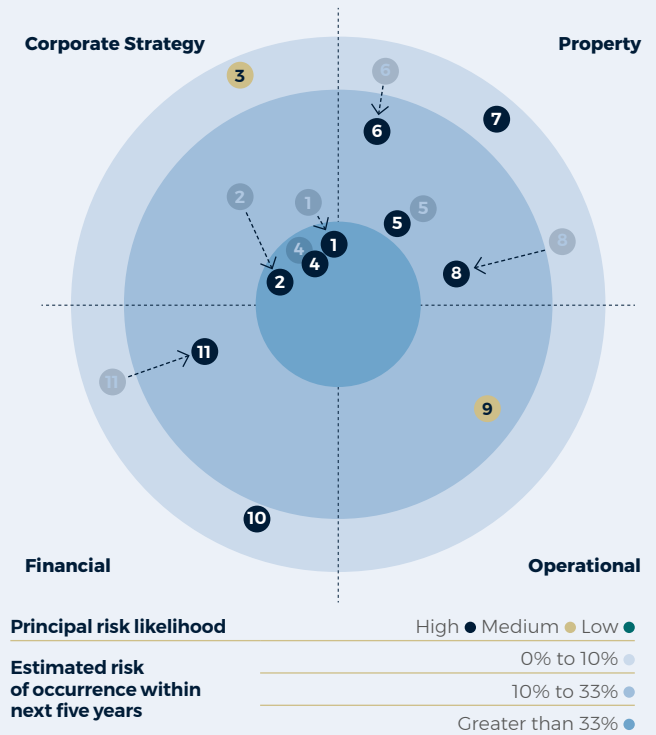 Corporate Strategy
Property
3
6
7
6
2
1
5
5
4
1
8
4
8
2
11
11
9
10
Financial
Operational
Principal risk likelihood
High Medium Low
Estimated risk
of occurrence within
next five years
0% to 10%
10% to 33%
Greater than 33%